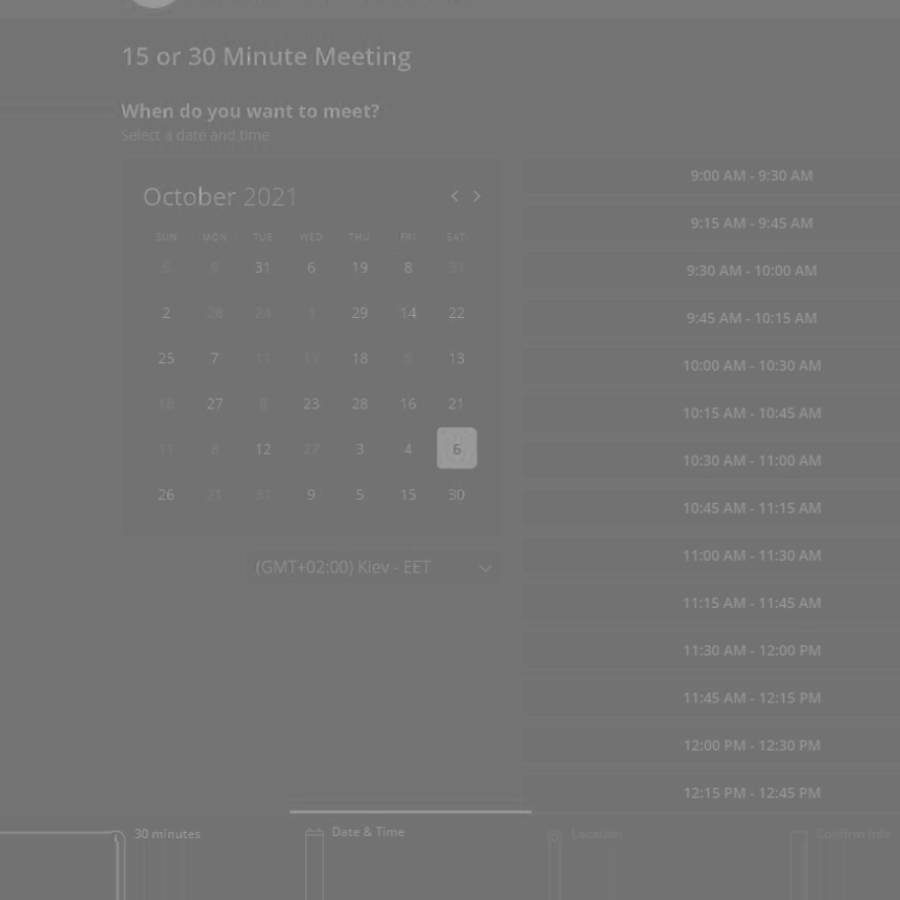 15 or 30 Minute Meeting
When do you want to meet?
Select a date and time
October 2021
SUN MON TUE WED THU FRI SAT
5 9 31 6 19 8 31
2 28 24 1 29 14 22
25 7 11 19 18 5 13
18 27 8 23 28 16 21
11 8 12 27 3 4 6
26 21 31 9 5 15 30
(GMT+02:00) Kiev - EET
9:00 AM - 9:30 AM
9:15 AM - 9:45 AM
9:30 AM - 10:00 AM
9:45 AM - 10:15 AM
10:00 AM - 10:30 AM
10:15 AM - 10:45 AM
10:30 AM - 11:00 AM
10:45 AM - 11:15 AM
11:00 AM - 11:30 AM
11:15 AM - 11:45 AM
11:30 AM - 12:00 PM
11:45 AM - 12:15 PM
12:00 PM - 12:30 PM
12:15 PM - 12:45 PM
30 minutes
Date & Time
Location
Confirm Info